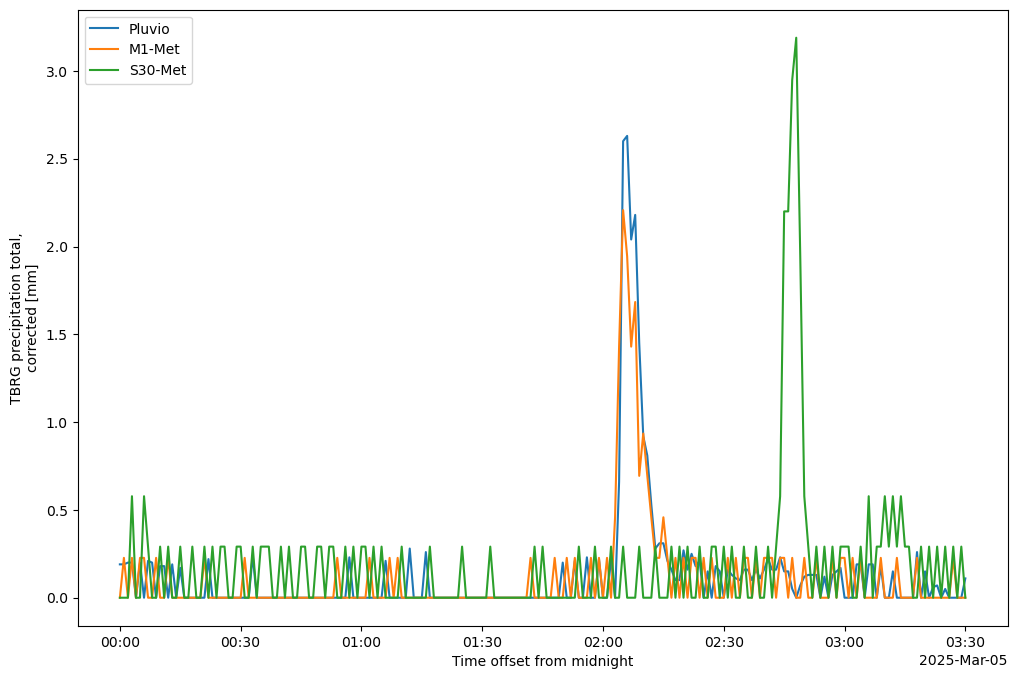 Pluvio
M1-Met
S30-Met
TBRG precipitation total,
corrected [mm]
3.0
2.5
2.0
1.5
1.0
0.5
0.0
00:00 00:30 01:00 01:30 02:00 02:30 03:00 03:30
Time offset from midnight
2025-Mar-05